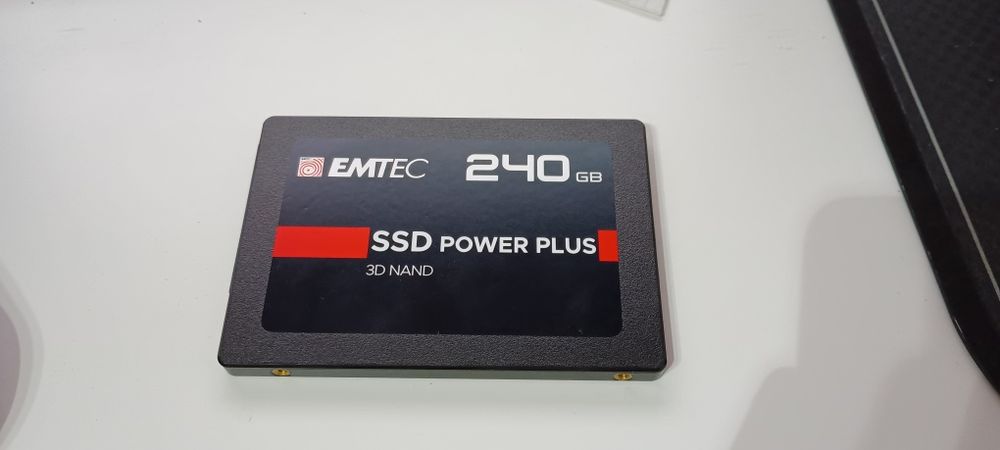 EMTEC 240 GB
SSD POWER PLUS
3D NAND